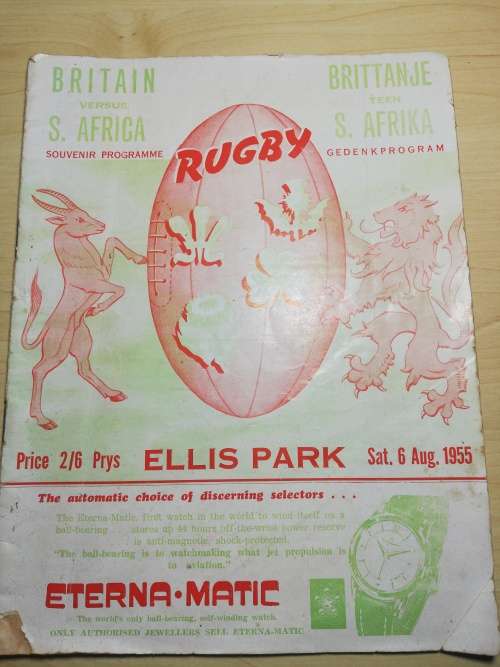 BRITAIN
VERSUS
S. AFRICA
SOUVENIR PROGRAMME
BRITTANJE
TEEN
S. AFRIKA
GEDENKPROGRAM
RUGBY
Price 2/6 Prys
ELLIS PARK
Sat. 6 Aug. 1955
The automatic choice of discerning selectors . . .
The Eterna-Matic, first watch in the world to wind itself on a
ball-bearing . . . stores up 44 hours off-the-wrist power reserve
is anti-magnetic, shock-protected.
"The ball-bearing is to watchmaking what jet propulsion is
to aviation."
ETERNA·MATIC
The world's only ball-bearing, self-winding watch.
ONLY AUTHORISED JEWELLERS SELL ETERNA-MATIC